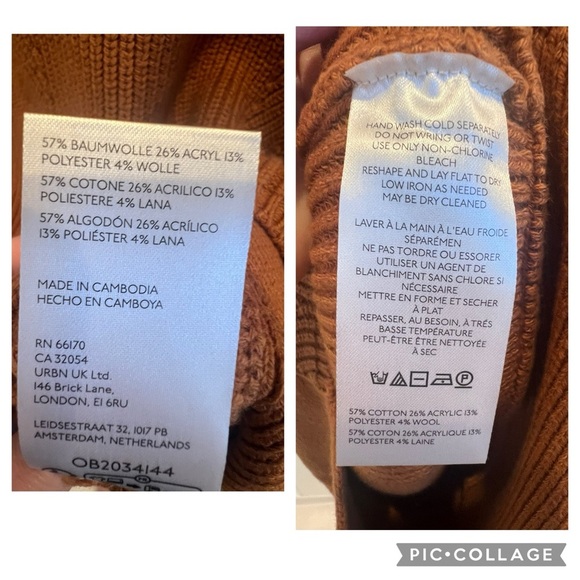 57% BAUMWOLLE 26% ACRYL 13%
POLYESTER 4% WOLLE
57% COTONE 26% ACRILICO 13%
POLIESTERE 4% LANA
57% ALGODÓN 26% ACRÍLICO
13% POLIÉSTER 4% LANA
MADE IN CAMBODIA
HECHO EN CAMBOYA
RN 66170
CA 32054
URBN UK Ltd.
146 Brick Lane,
LONDON, E1 6RU
LEIDSESTRAAT 32, 1017 PB
AMSTERDAM, NETHERLANDS
OB2034144
HAND WASH COLD SEPARATELY
DO NOT WRING OR TWIST
USE ONLY NON-CHLORINE
BLEACH
RESHAPE AND LAY FLAT TO DRY
LOW IRON AS NEEDED
MAY BE DRY CLEANED
LAVER À LA MAIN À L'EAU FROIDE
SÉPARÉMEN
NE PAS TORDRE OU ESSORER
UTILISER UN AGENT DE
BLANCHIMENT SANS CHLORE SI
NÉCESSAIRE
METTRE EN FORME ET SECHER
À PLAT
REPASSER, AU BESOIN, À TRÉS
BASSE TEMPÉRATURE
PEUT-ÊTRE ÊTRE NETTOYÉE
À SEC
57% COTTON 26% ACRYLIC 13%
POLYESTER 4% WOOL
57% COTON 26% ACRYLIQUE 13%
POLYESTER 4% LAINE
PIC•COLLAGE